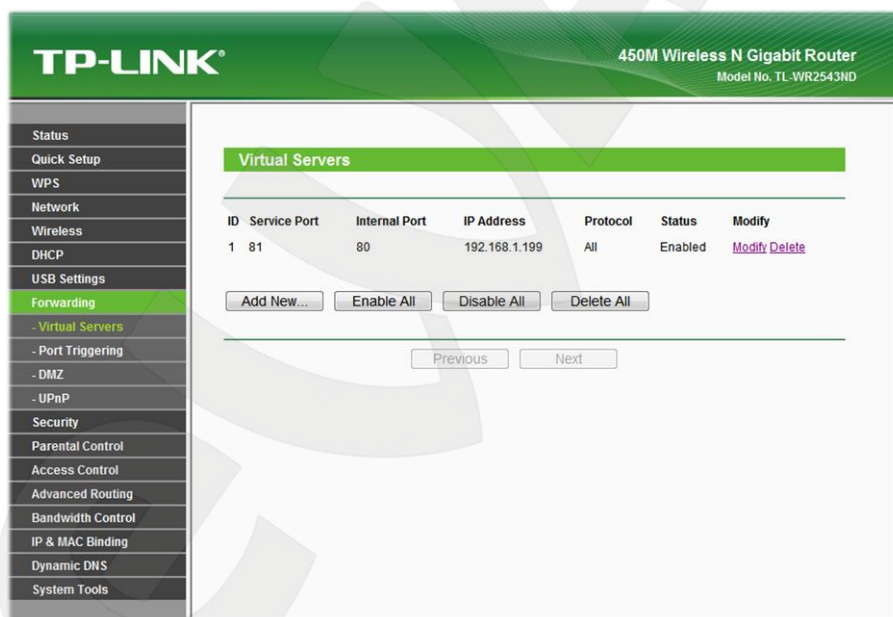 TP-LINK®
450M Wireless N Gigabit Router
Model No. TL-WR2543ND
Status
Quick Setup
WPS
Network
Wireless
DHCP
USB Settings
Forwarding
- Virtual Servers
- Port Triggering
- DMZ
- UPnP
Security
Parental Control
Access Control
Advanced Routing
Bandwidth Control
IP & MAC Binding
Dynamic DNS
System Tools
Virtual Servers
ID Service Port Internal Port IP Address Protocol Status Modify
1 81 80 192.168.1.199 All Enabled Modify Delete
Add New... Enable All Disable All Delete All
Previous Next